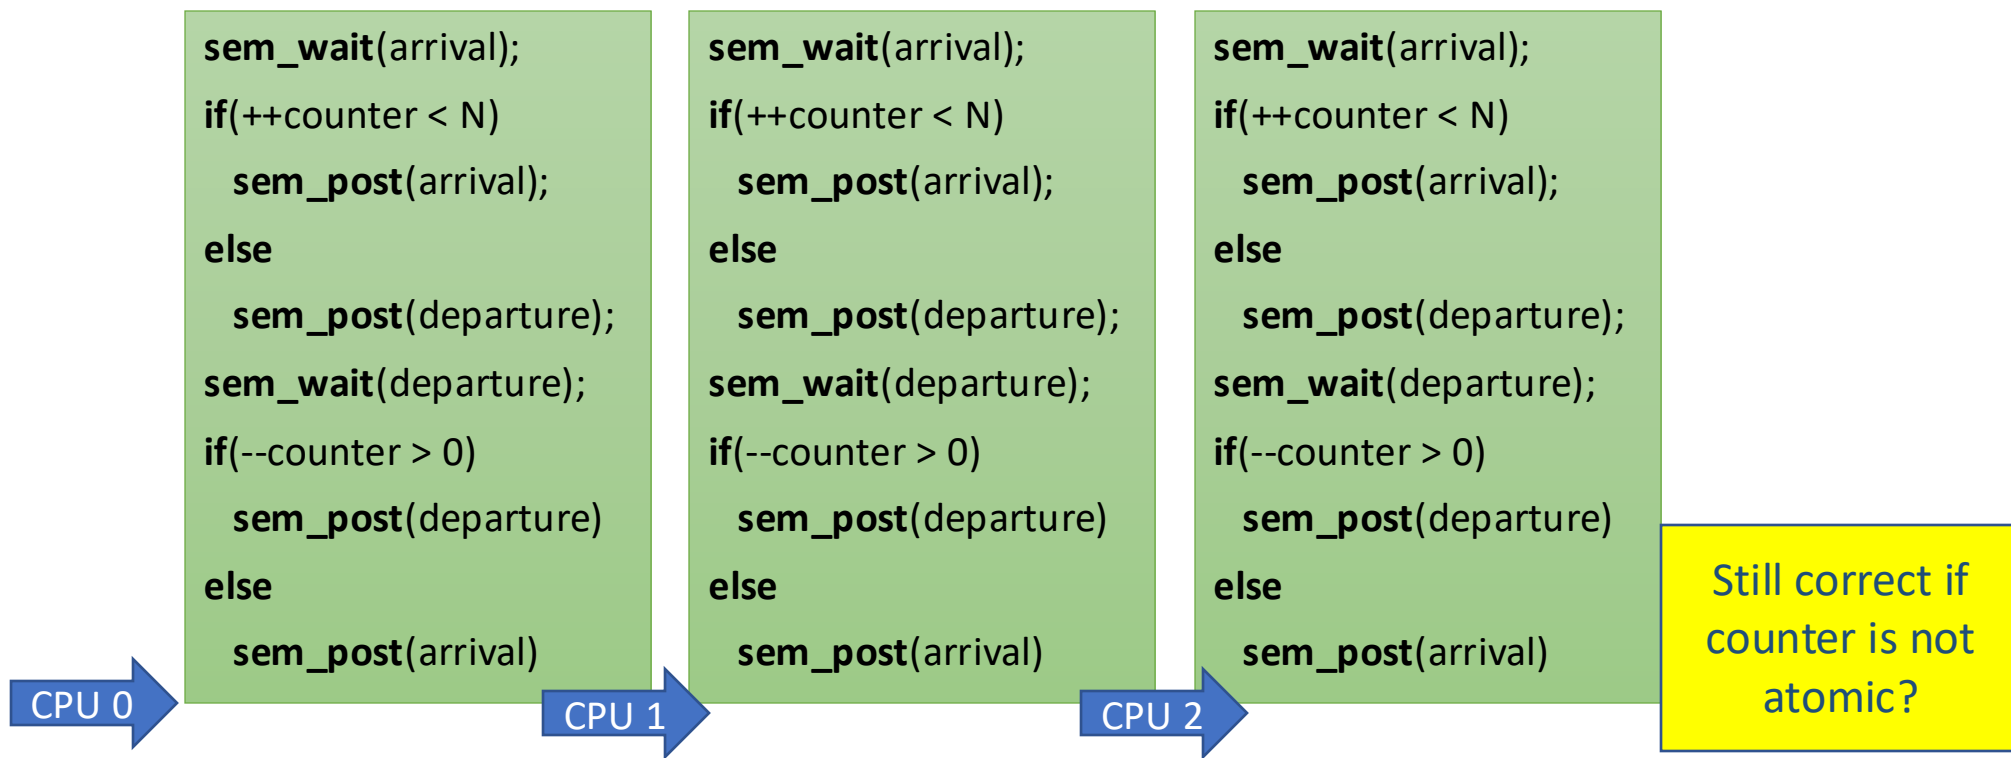 sem_wait(arrival);
if(++counter < N)
sem_post(arrival);
else
sem_post(departure);
sem_wait(departure);
if(--counter > 0)
sem_post(departure)
else
sem_post(arrival)
CPU 0
sem_wait(arrival);
if(++counter < N)
sem_post(arrival);
else
sem_post(departure);
sem_wait(departure);
if(--counter > 0)
sem_post(departure)
else
sem_post(arrival)
CPU 1
sem_wait(arrival);
if(++counter < N)
sem_post(arrival);
else
sem_post(departure);
sem_wait(departure);
if(--counter > 0)
sem_post(departure)
else
sem_post(arrival)
CPU 2
Still correct if
counter is not
atomic?